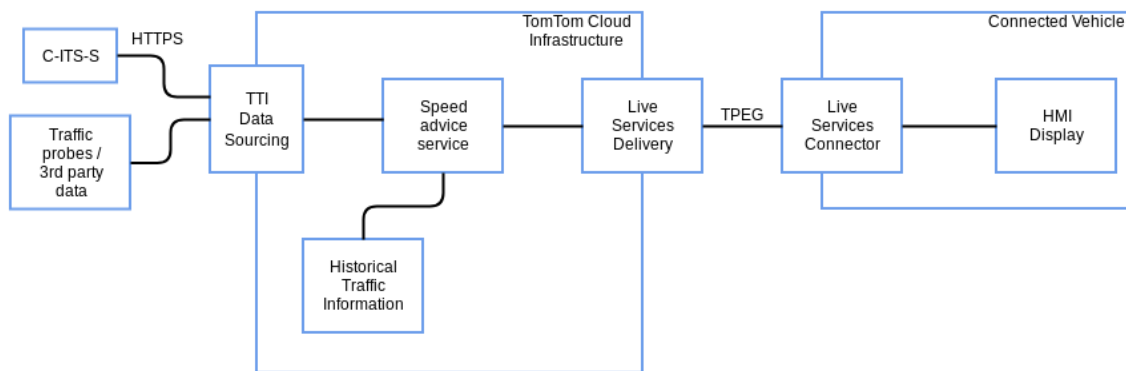 TomTom Cloud
Infrastructure
Connected Vehicle
C-ITS-S
HTTPS
TTI
Data
Sourcing
Speed
advice
service
Live
Services
Delivery
TPEG
Live
Services
Connector
HMI
Display
Traffic
probes /
3rd party
data
Historical
Traffic
Information